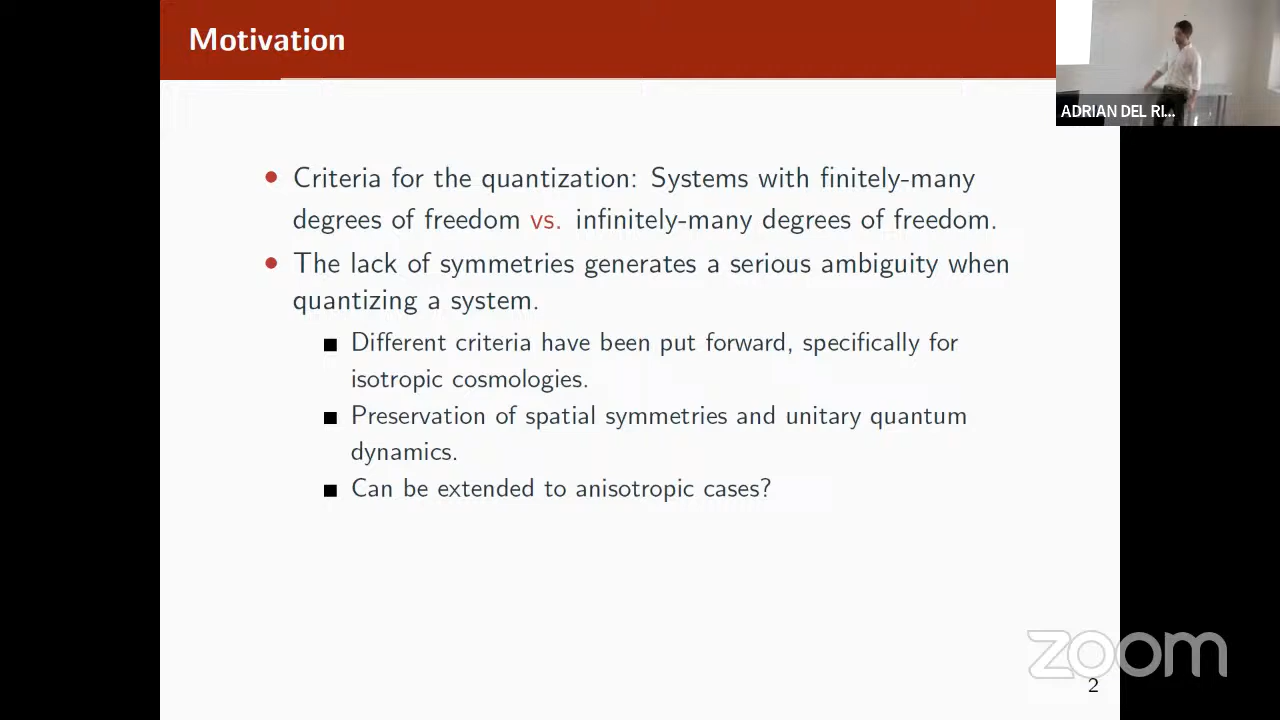 Motivation
ADRIAN DEL RI...
• Criteria for the quantization: Systems with finitely-many
degrees of freedom vs. infinitely-many degrees of freedom.
• The lack of symmetries generates a serious ambiguity when
quantizing a system.
■ Different criteria have been put forward, specifically for
isotropic cosmologies.
■ Preservation of spatial symmetries and unitary quantum
dynamics.
■ Can be extended to anisotropic cases?
zoom
2